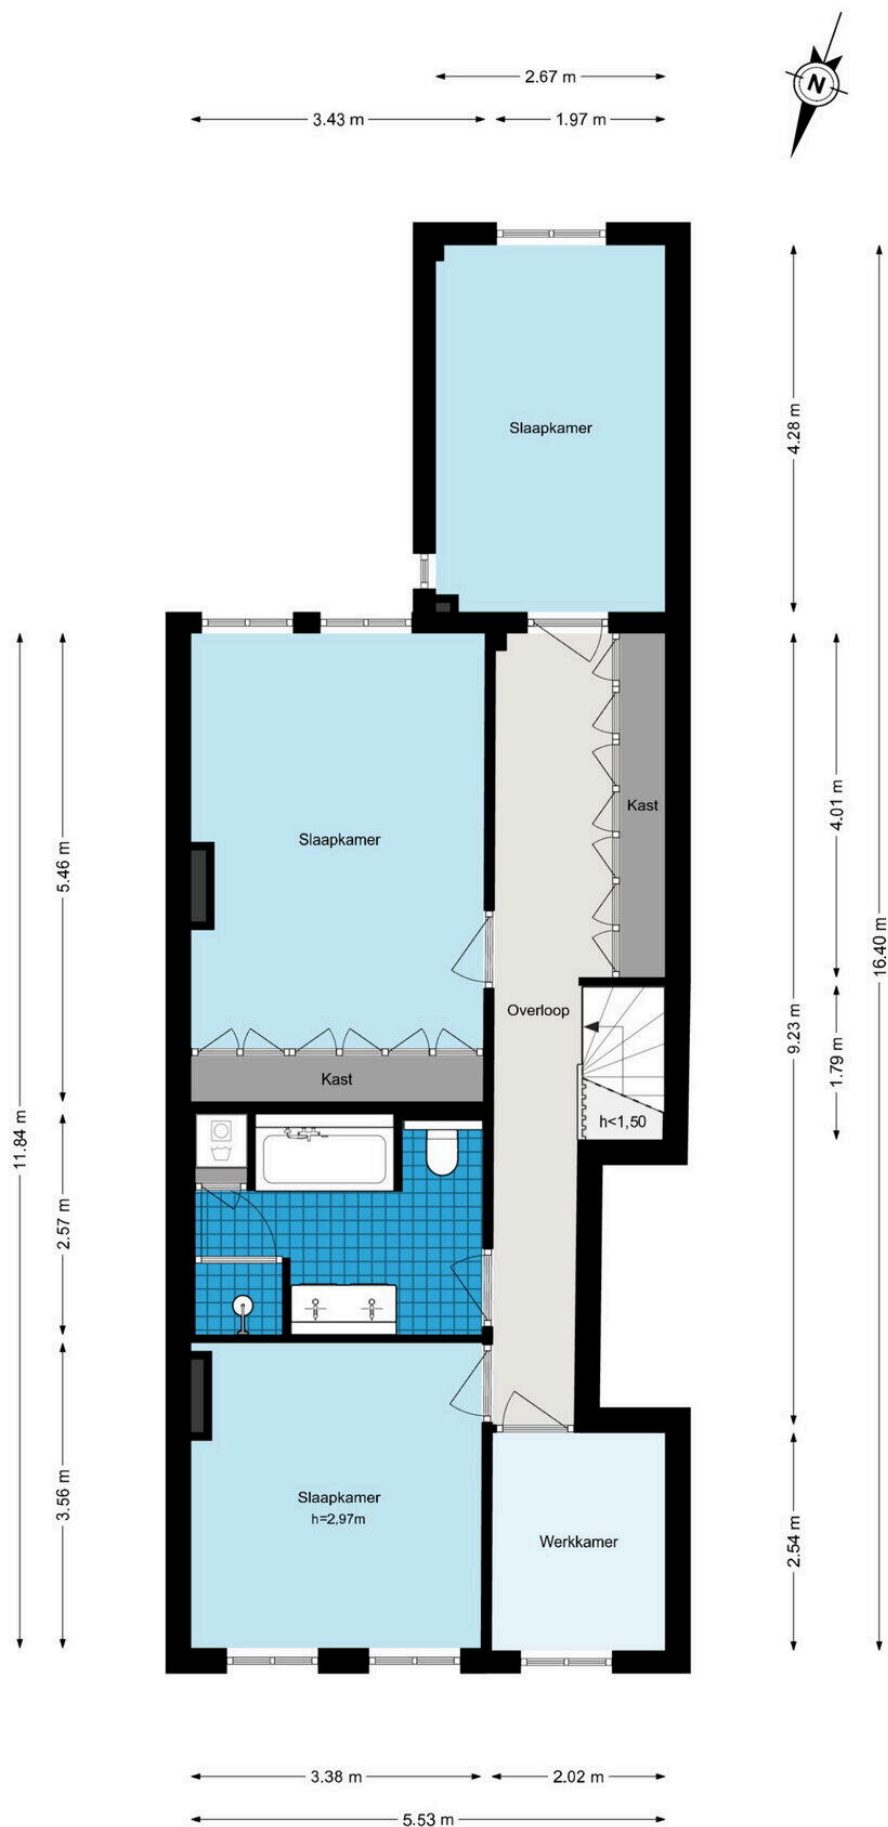 2.67 m
3.43 m
1.97 m
N
Slaapkamer
4.28 m
Slaapkamer
Kast
4.01 m
5.46 m
16.40 m
Overloop
9.23 m
1.79 m
Kast
h<1,50
11.84 m
2.57 m
3.56 m
Slaapkamer
h=2,97m
Werkkamer
2.54 m
3.38 m
2.02 m
5.53 m